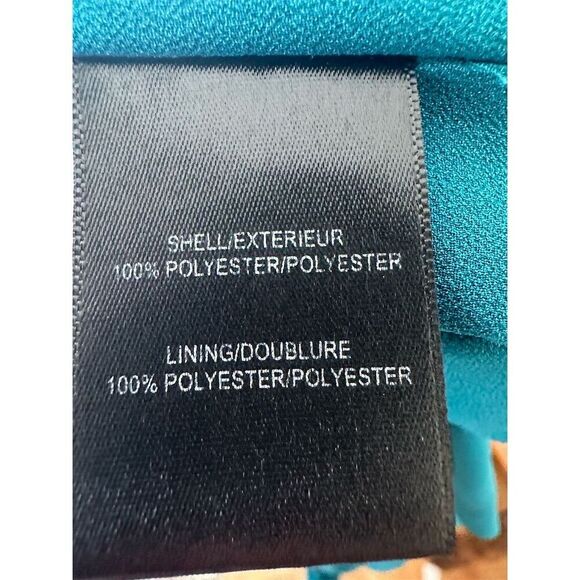 SHELL/EXTERIEUR
100% POLYESTER/POLYESTER
LINING/DOUBLURE
100% POLYESTER/POLYESTER